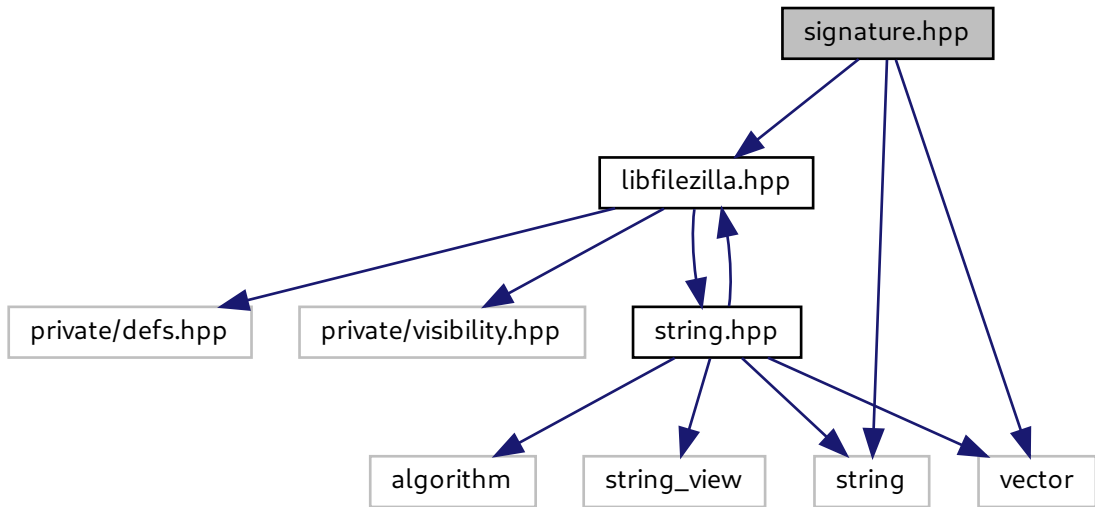 signature.hpp
libfilezilla.hpp
private/defs.hpp
private/visibility.hpp
string.hpp
algorithm
string_view
string
vector